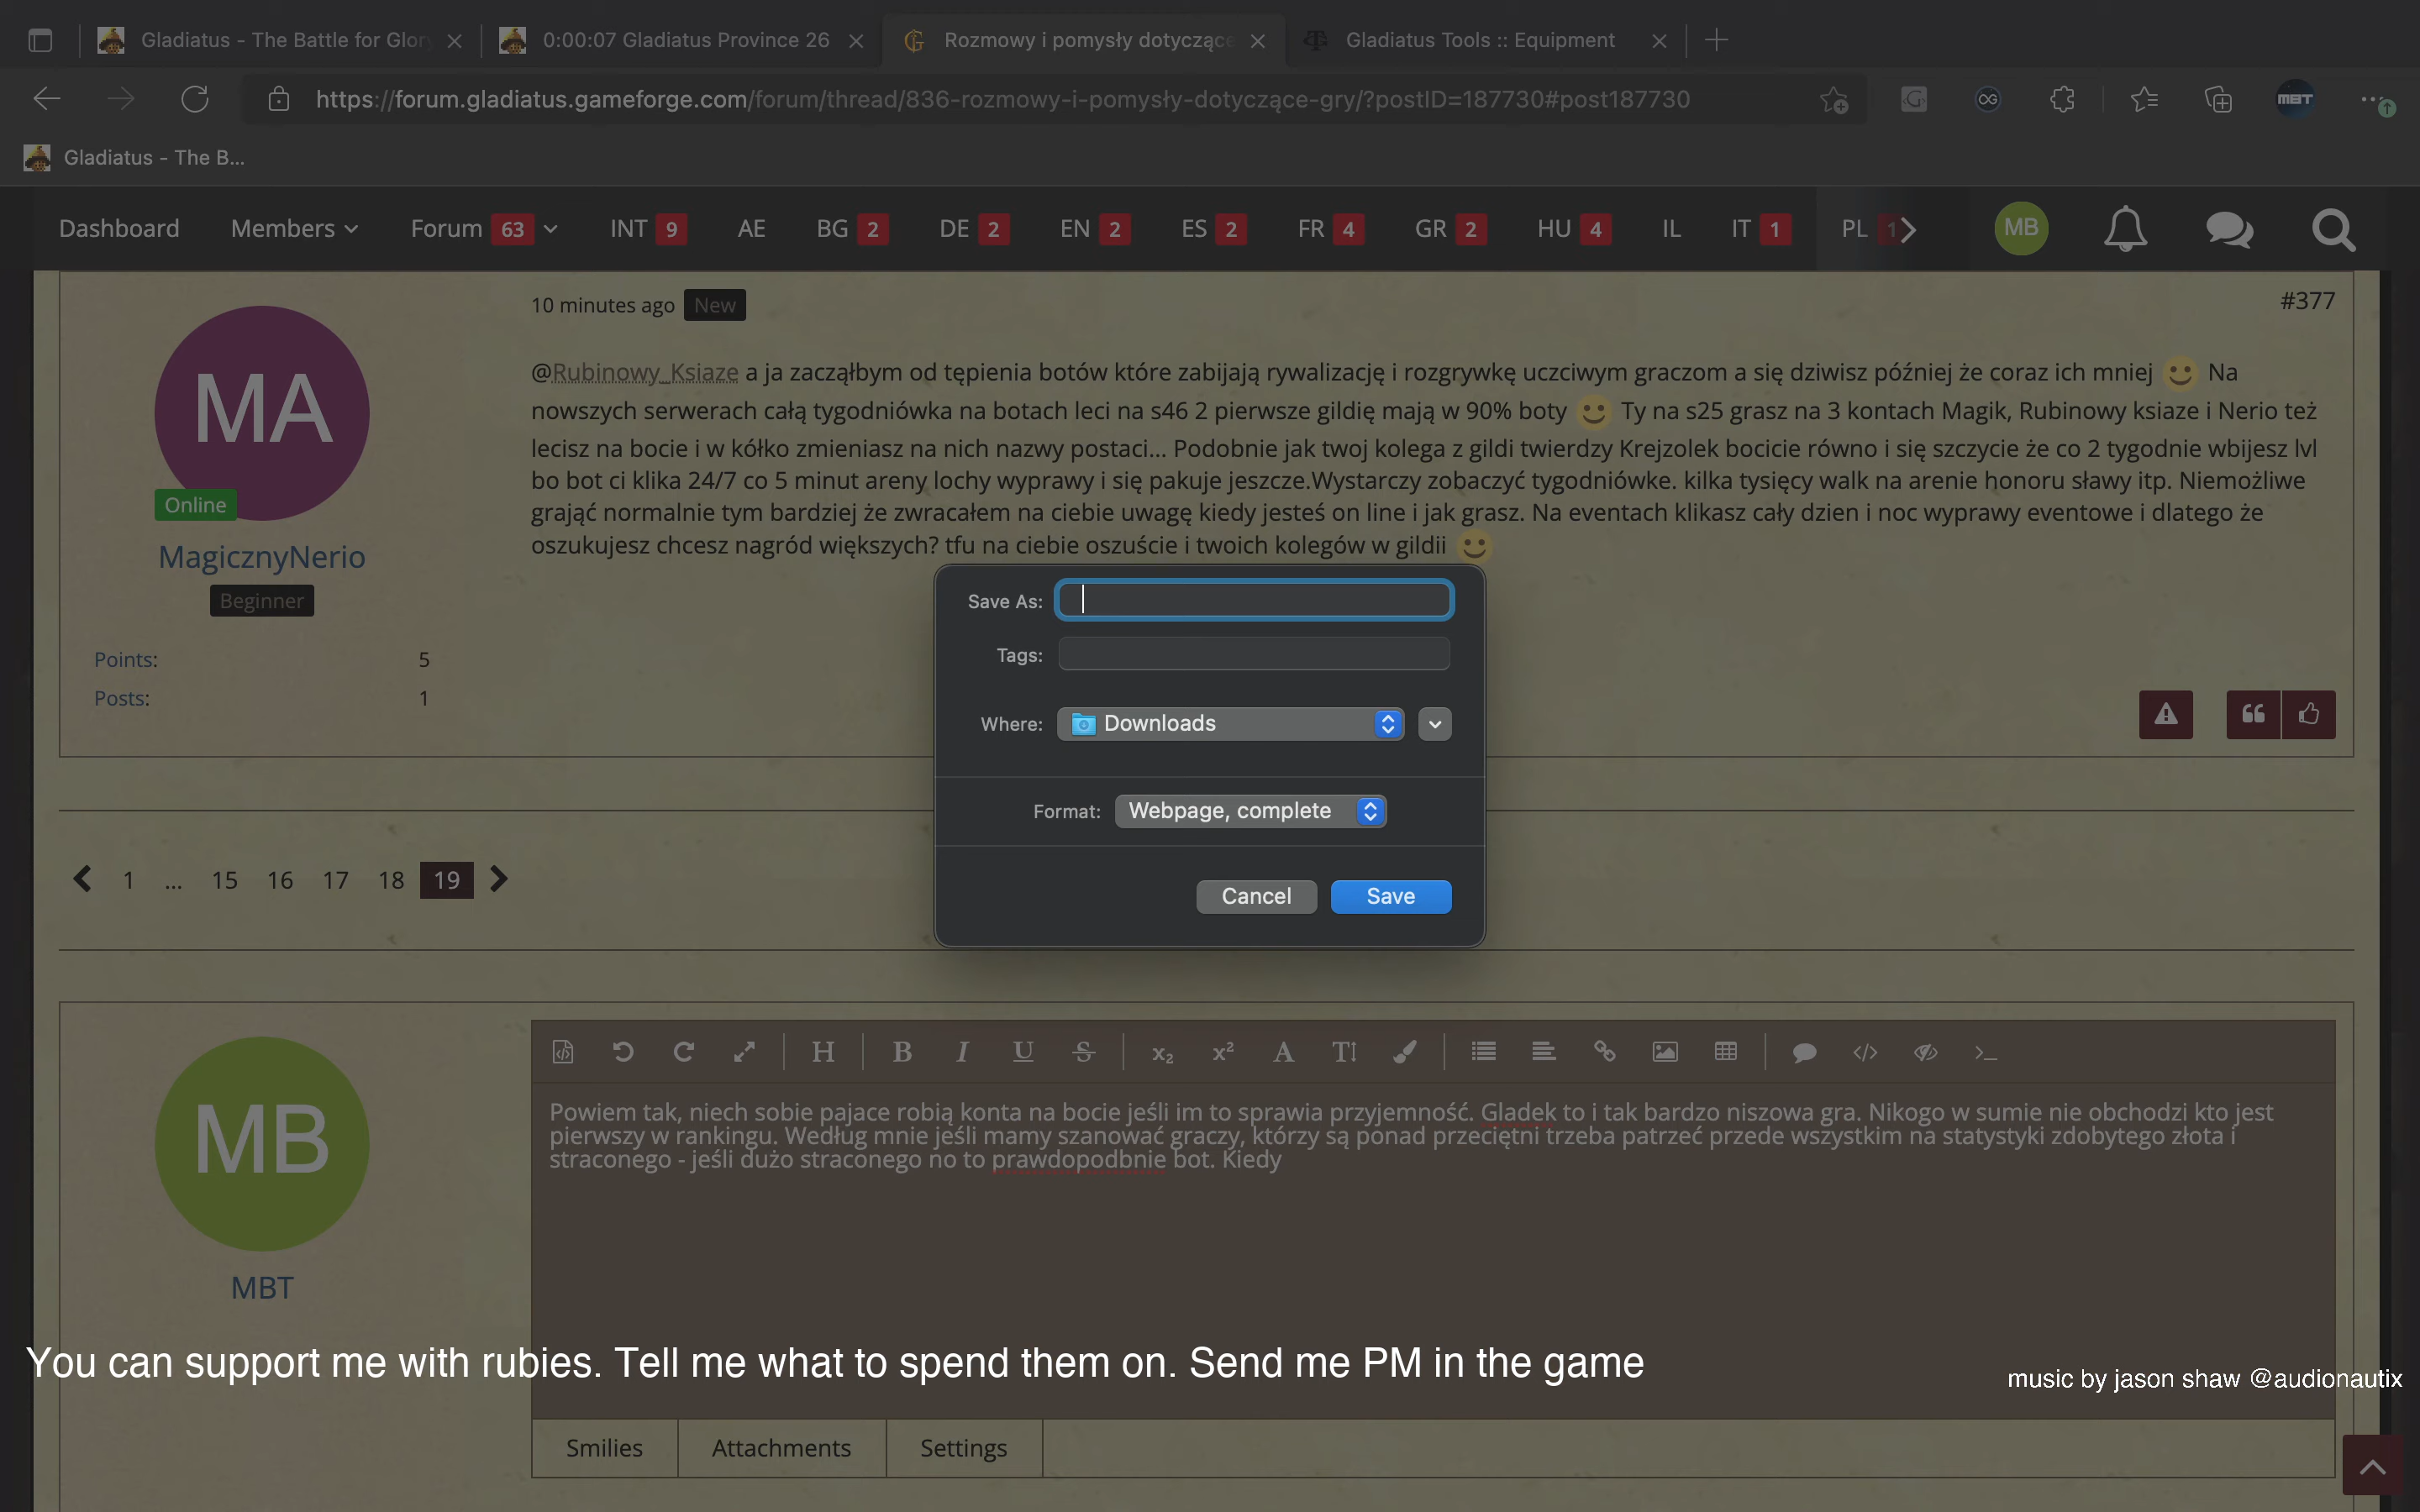 Gladiatus - The Battle for Glory
0:00:07 Gladiatus Province 26
Rozmowy i pomysły dotyczące
Gladiatus Tools :: Equipment
https://forum.gladiatus.gameforge.com/forum/thread/836-rozmowy-i-pomysły-dotyczące-gry/?postID=187730#post187730
MBT
Gladiatus - The B...
Dashboard
Members
Forum 63
INT 9
AE
BG 2
DE 2
EN 2
ES 2
FR 4
GR 2
HU 4
IL
IT 1
PL 1
MB
MA
Online
MagicznyNerio
Beginner
Points: 5
Posts: 1
10 minutes ago New
#377
@Rubinowy_Ksiaze a ja zacząłbym od tępienia botów które zabijają rywalizację i rozgrywkę uczciwym graczom a się dziwisz później że coraz ich mniej 🙂 Na
nowszych serwerach całą tygodniówka na botach leci na s46 2 pierwsze gildię mają w 90% boty 🙂 Ty na s25 grasz na 3 kontach Magik, Rubinowy ksiaze i Nerio też
lecisz na bocie i w kółko zmieniasz na nich nazwy postaci... Podobnie jak twoj kolega z gildi twierdzy Krejzolek bocicie równo i się szczycie że co 2 tygodnie wbijesz lvl
bo bot ci klika 24/7 co 5 minut areny lochy wyprawy i się pakuje jeszcze.Wystarczy zobaczyć tygodniówke. kilka tysięcy walk na arenie honoru sławy itp. Niemożliwe
grająć normalnie tym bardziej że zwracałem na ciebie uwagę kiedy jesteś on line i jak grasz. Na eventach klikasz cały dzien i noc wyprawy eventowe i dlatego że
oszukujesz chcesz nagród większych? tfu na ciebie oszuście i twoich kolegów w gildii 🙂
Save As:
Tags:
Where: Downloads
Format: Webpage, complete
Cancel
Save
1 ... 15 16 17 18 19
MB
MBT
H B I U S x₂ x² A T
Powiem tak, niech sobie pajace robią konta na bocie jeśli im to sprawia przyjemność. Gladek to i tak bardzo niszowa gra. Nikogo w sumie nie obchodzi kto jest
pierwszy w rankingu. Według mnie jeśli mamy szanować graczy, którzy są ponad przeciętni trzeba patrzeć przede wszystkim na statystyki zdobytego złota i
straconego - jeśli dużo straconego no to prawdopodbnie bot. Kiedy
You can support me with rubies. Tell me what to spend them on. Send me PM in the game
music by jason shaw @audionautix
Smilies
Attachments
Settings